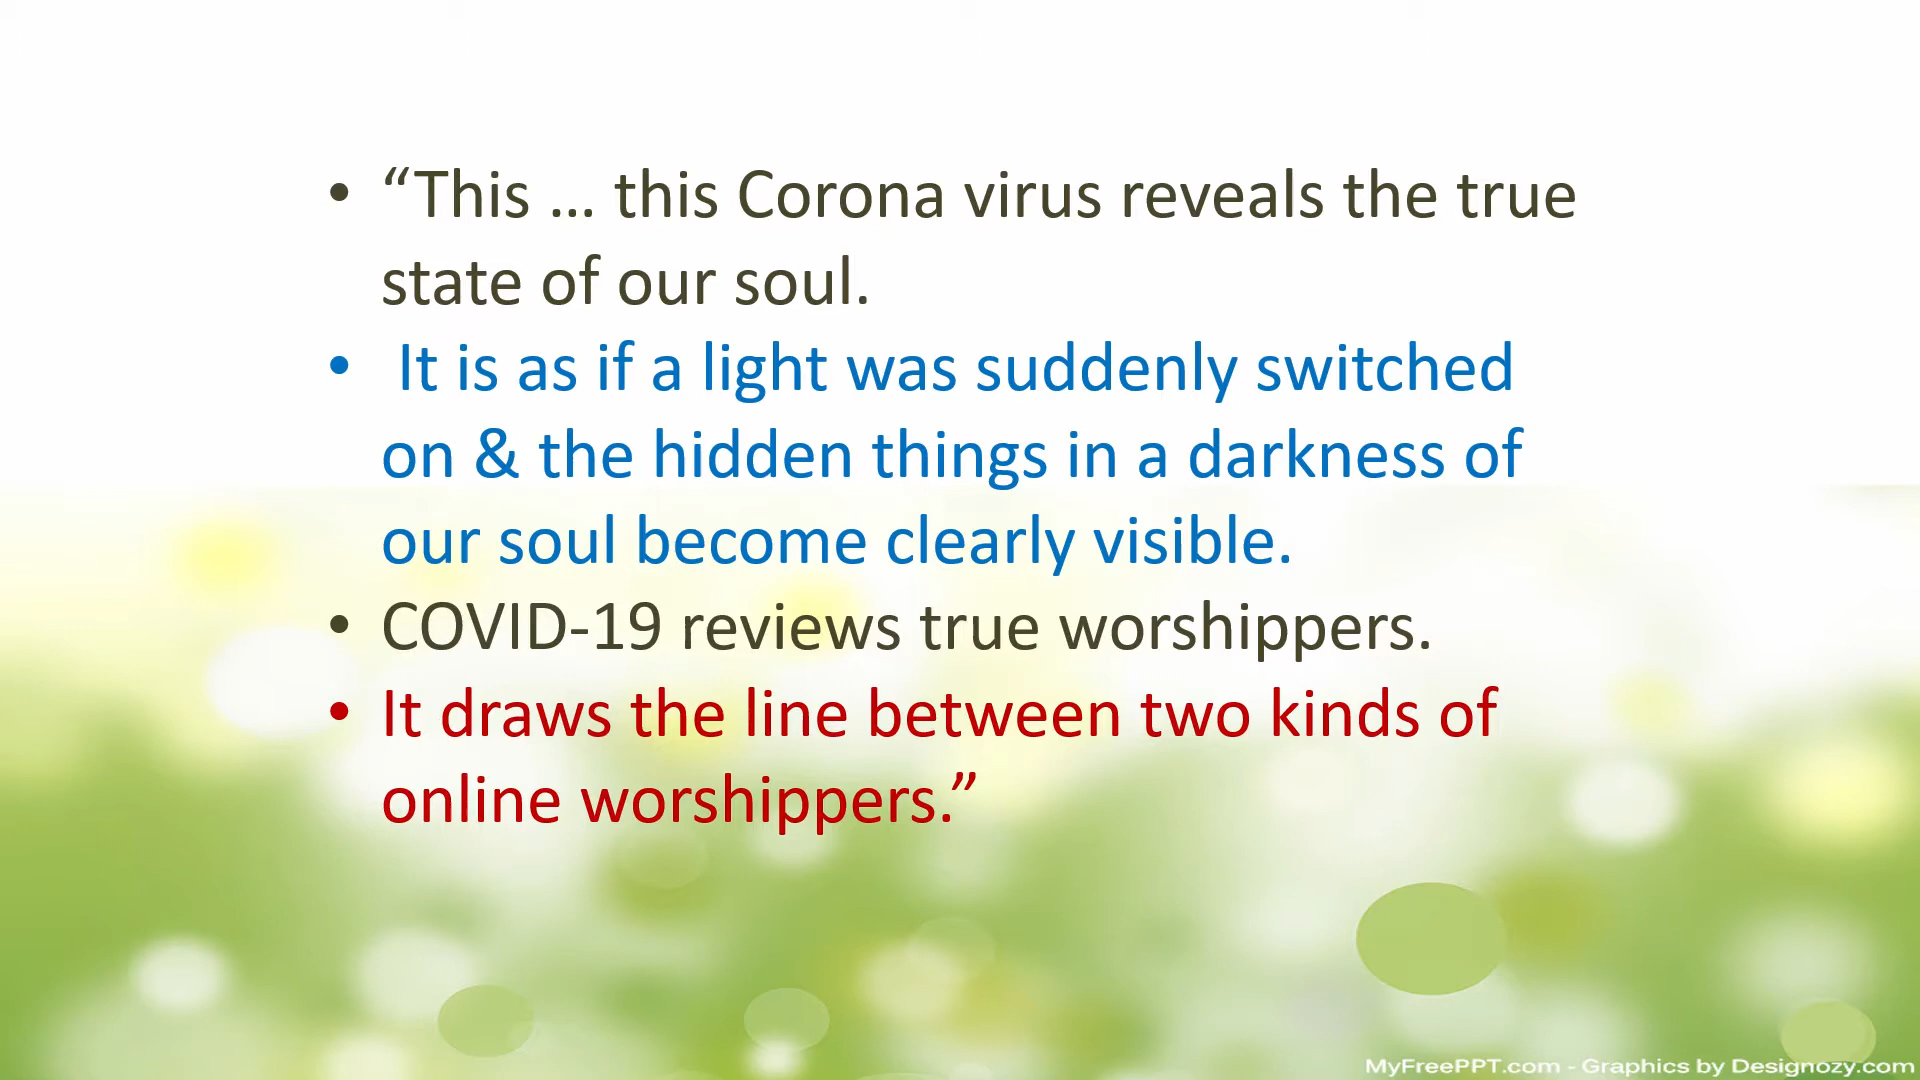 • “This … this Corona virus reveals the true
state of our soul.
• It is as if a light was suddenly switched
on & the hidden things in a darkness of
our soul become clearly visible.
• COVID-19 reviews true worshippers.
• It draws the line between two kinds of
online worshippers.”
MyFreePPT.com - Graphics by Designozy.com